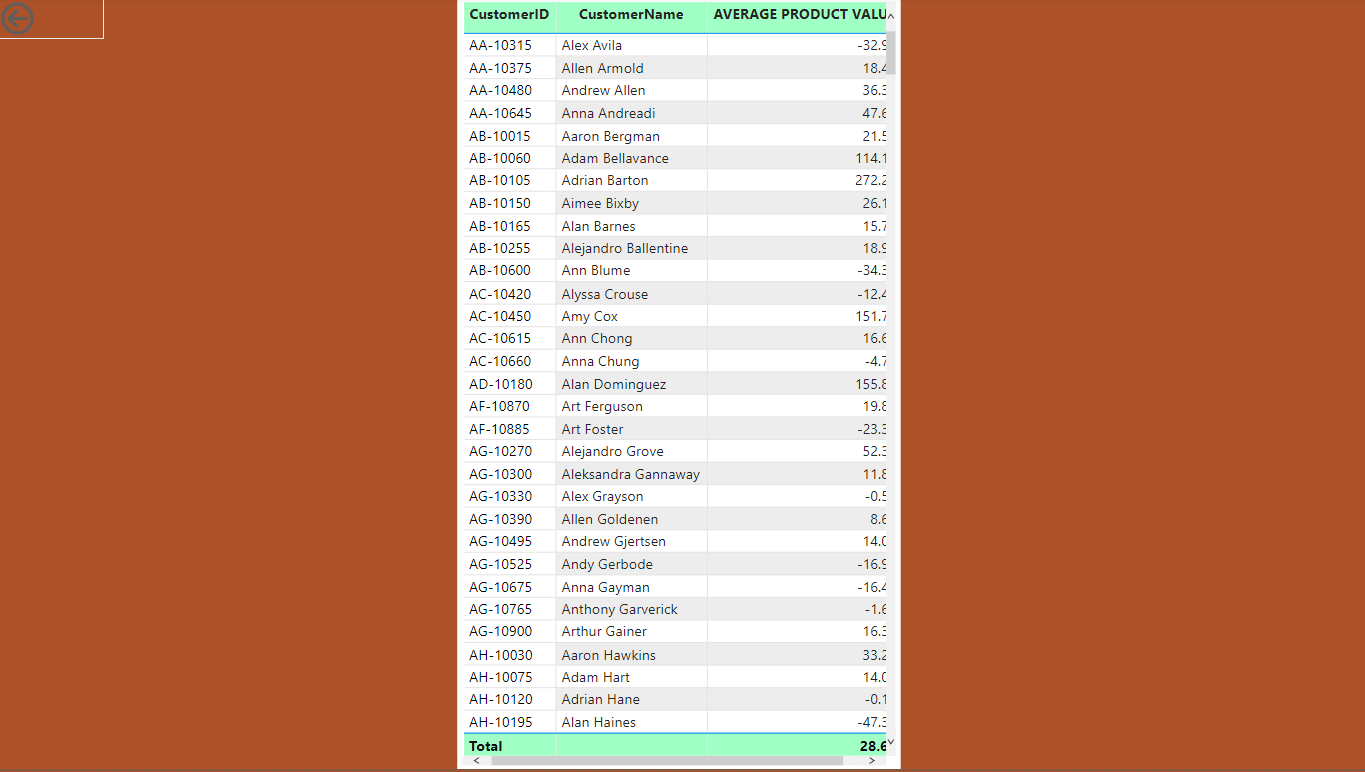 CustomerID CustomerName AVERAGE PRODUCT VALU
AA-10315 Alex Avila -32.9
AA-10375 Allen Armold 18.4
AA-10480 Andrew Allen 36.3
AA-10645 Anna Andreadi 47.6
AB-10015 Aaron Bergman 21.5
AB-10060 Adam Bellavance 114.1
AB-10105 Adrian Barton 272.2
AB-10150 Aimee Bixby 26.1
AB-10165 Alan Barnes 15.7
AB-10255 Alejandro Ballentine 18.9
AB-10600 Ann Blume -34.3
AC-10420 Alyssa Crouse -12.4
AC-10450 Amy Cox 151.7
AC-10615 Ann Chong 16.6
AC-10660 Anna Chung -4.7
AD-10180 Alan Dominguez 155.8
AF-10870 Art Ferguson 19.8
AF-10885 Art Foster -23.3
AG-10270 Alejandro Grove 52.3
AG-10300 Aleksandra Gannaway 11.8
AG-10330 Alex Grayson -0.5
AG-10390 Allen Goldenen 8.6
AG-10495 Andrew Gjertsen 14.0
AG-10525 Andy Gerbode -16.9
AG-10675 Anna Gayman -16.4
AG-10765 Anthony Garverick -1.6
AG-10900 Arthur Gainer 16.3
AH-10030 Aaron Hawkins 33.2
AH-10075 Adam Hart 14.0
AH-10120 Adrian Hane -0.1
AH-10195 Alan Haines -47.3
Total 28.6